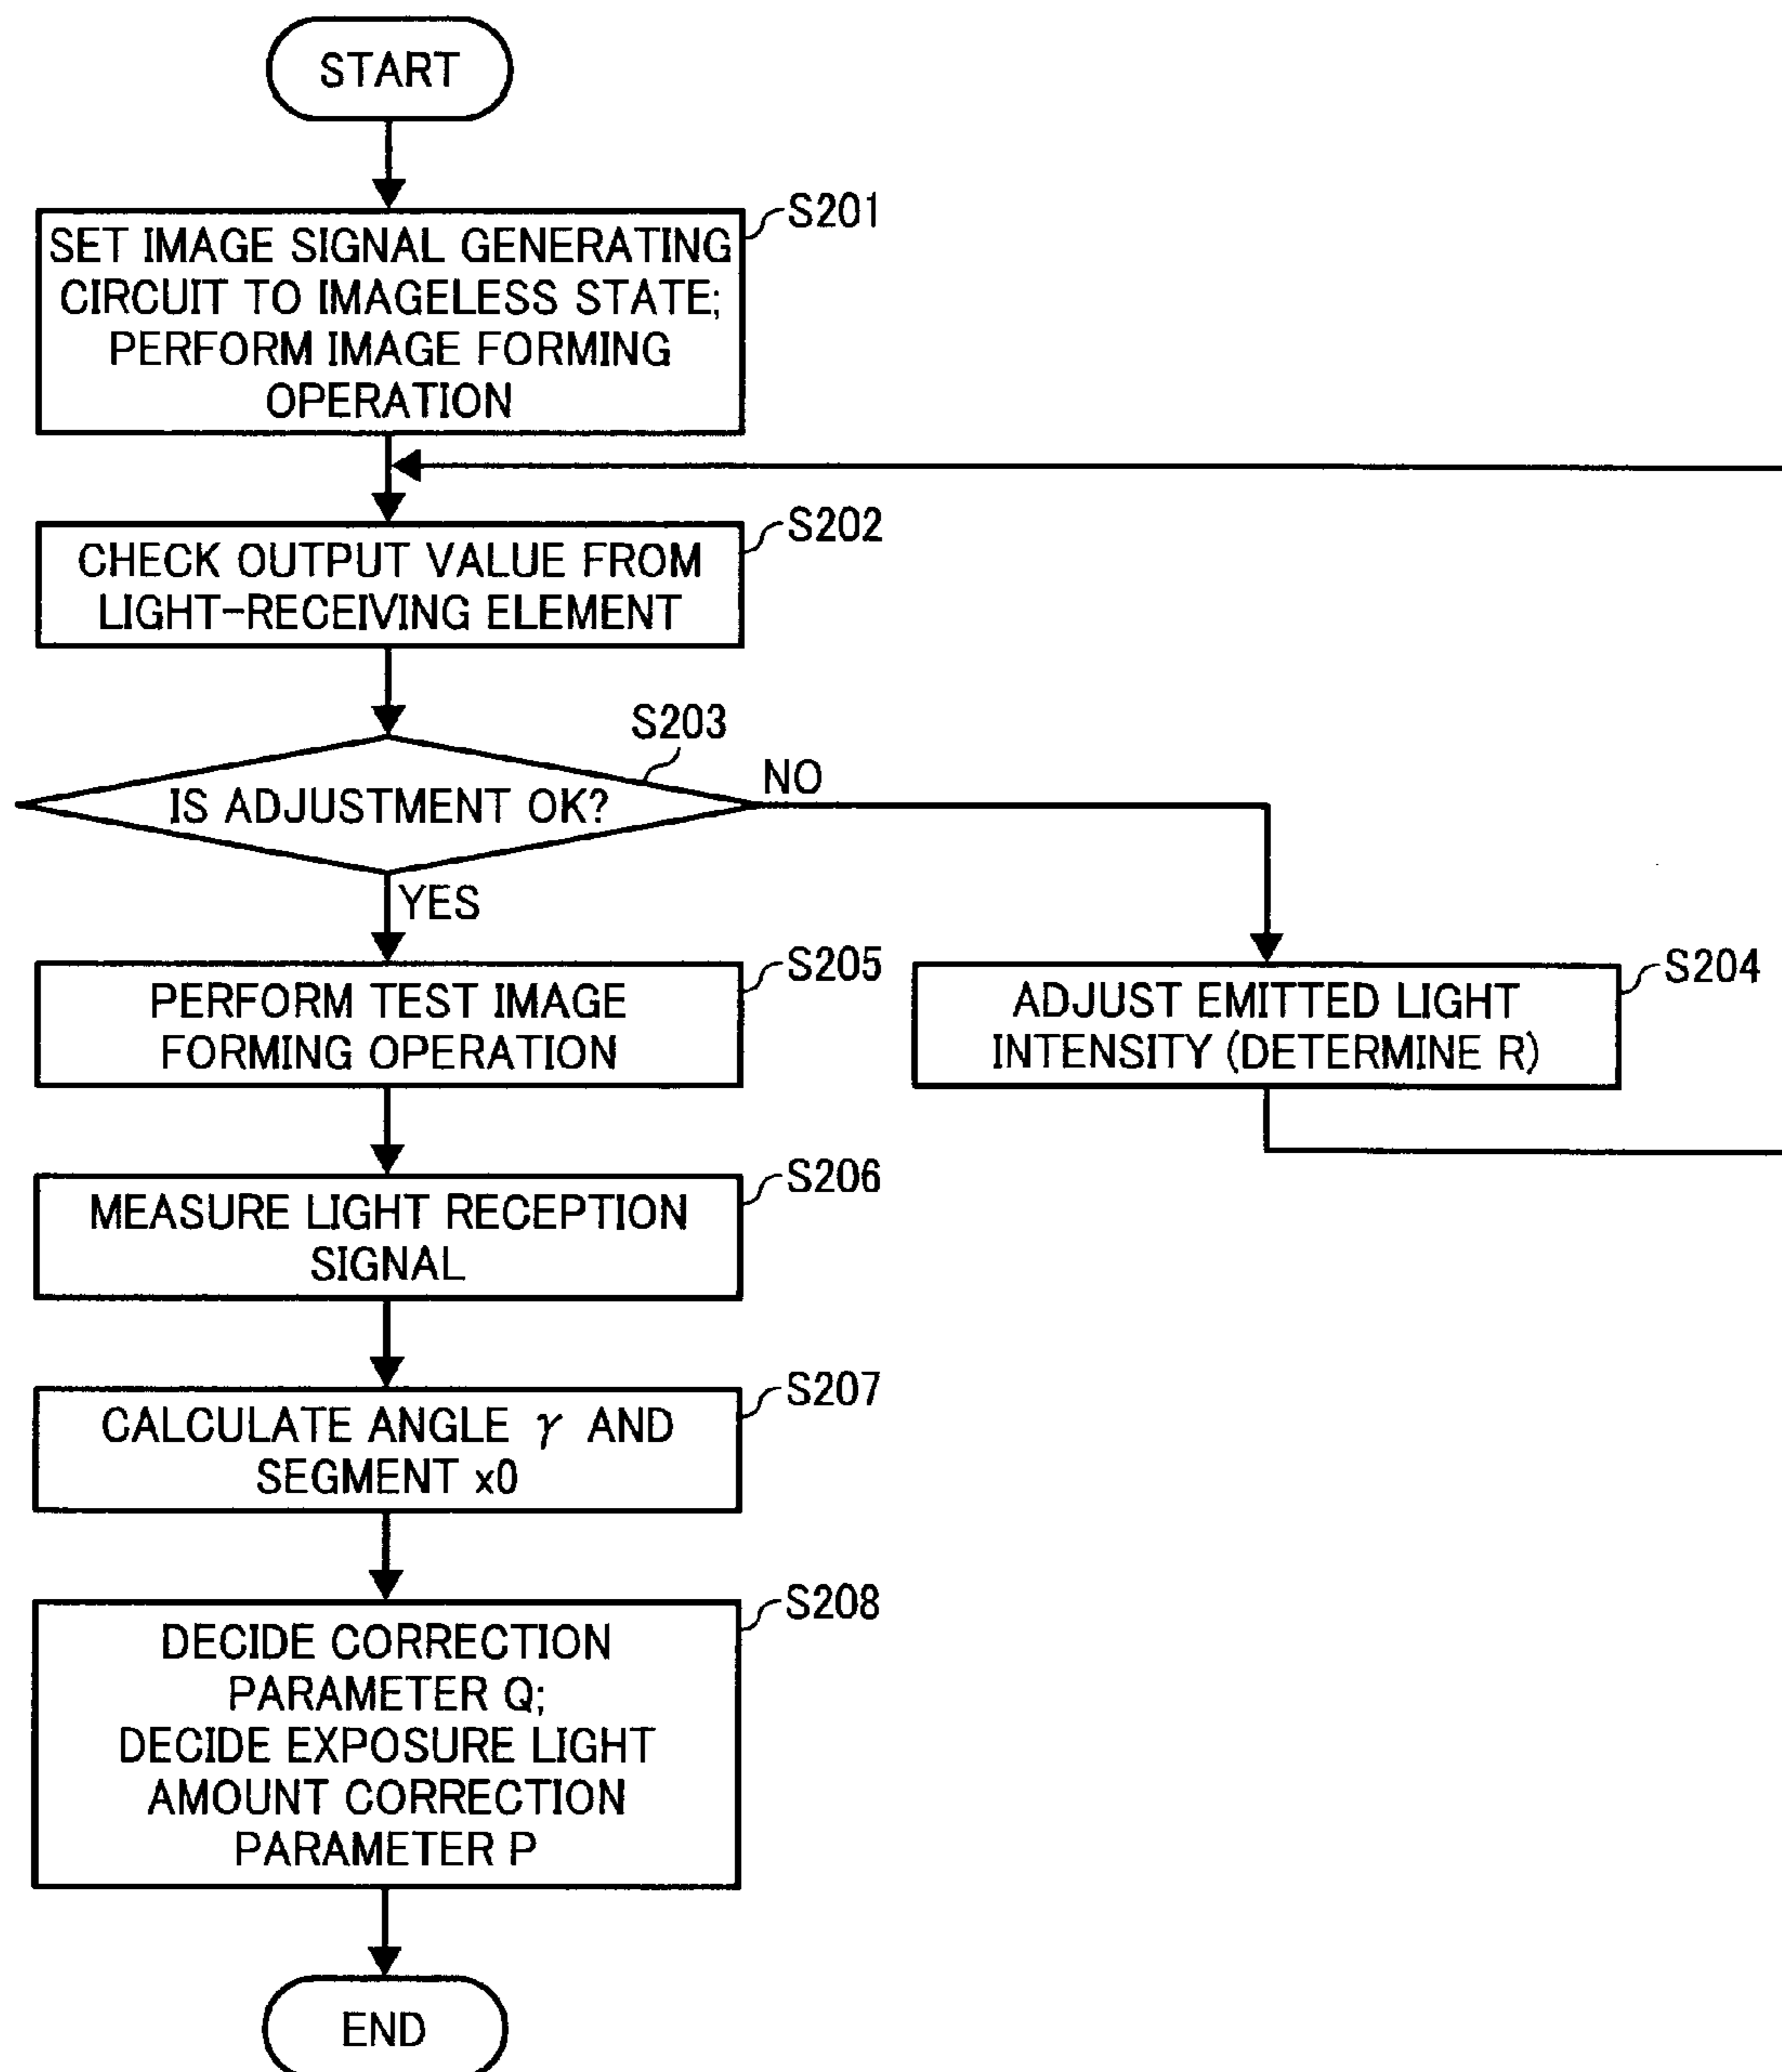 START
S201
SET IMAGE SIGNAL GENERATING
CIRCUIT TO IMAGELESS STATE;
PERFORM IMAGE FORMING
OPERATION
S202
CHECK OUTPUT VALUE FROM
LIGHT-RECEIVING ELEMENT
S203
IS ADJUSTMENT OK?
NO
YES
S205
PERFORM TEST IMAGE
FORMING OPERATION
S204
ADJUST EMITTED LIGHT
INTENSITY (DETERMINE R)
S206
MEASURE LIGHT RECEPTION
SIGNAL
S207
CALCULATE ANGLE γ AND
SEGMENT x0
S208
DECIDE CORRECTION
PARAMETER Q;
DECIDE EXPOSURE LIGHT
AMOUNT CORRECTION
PARAMETER P
END